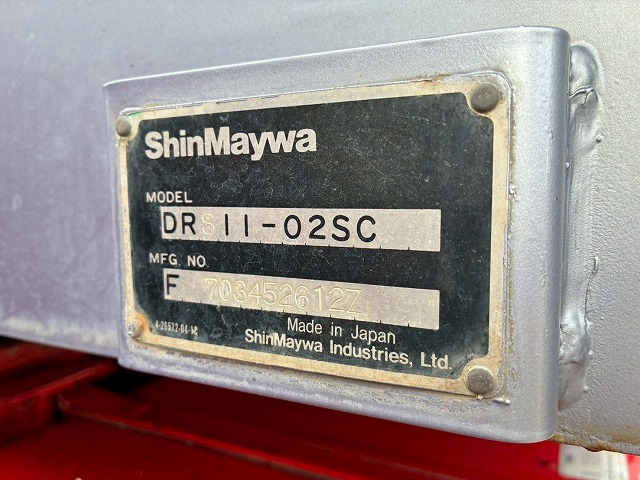 ShinMaywa
MODEL
DRS11-02SC
MFG. NO.
F 703452612Z
Made in Japan
ShinMaywa Industries, Ltd.